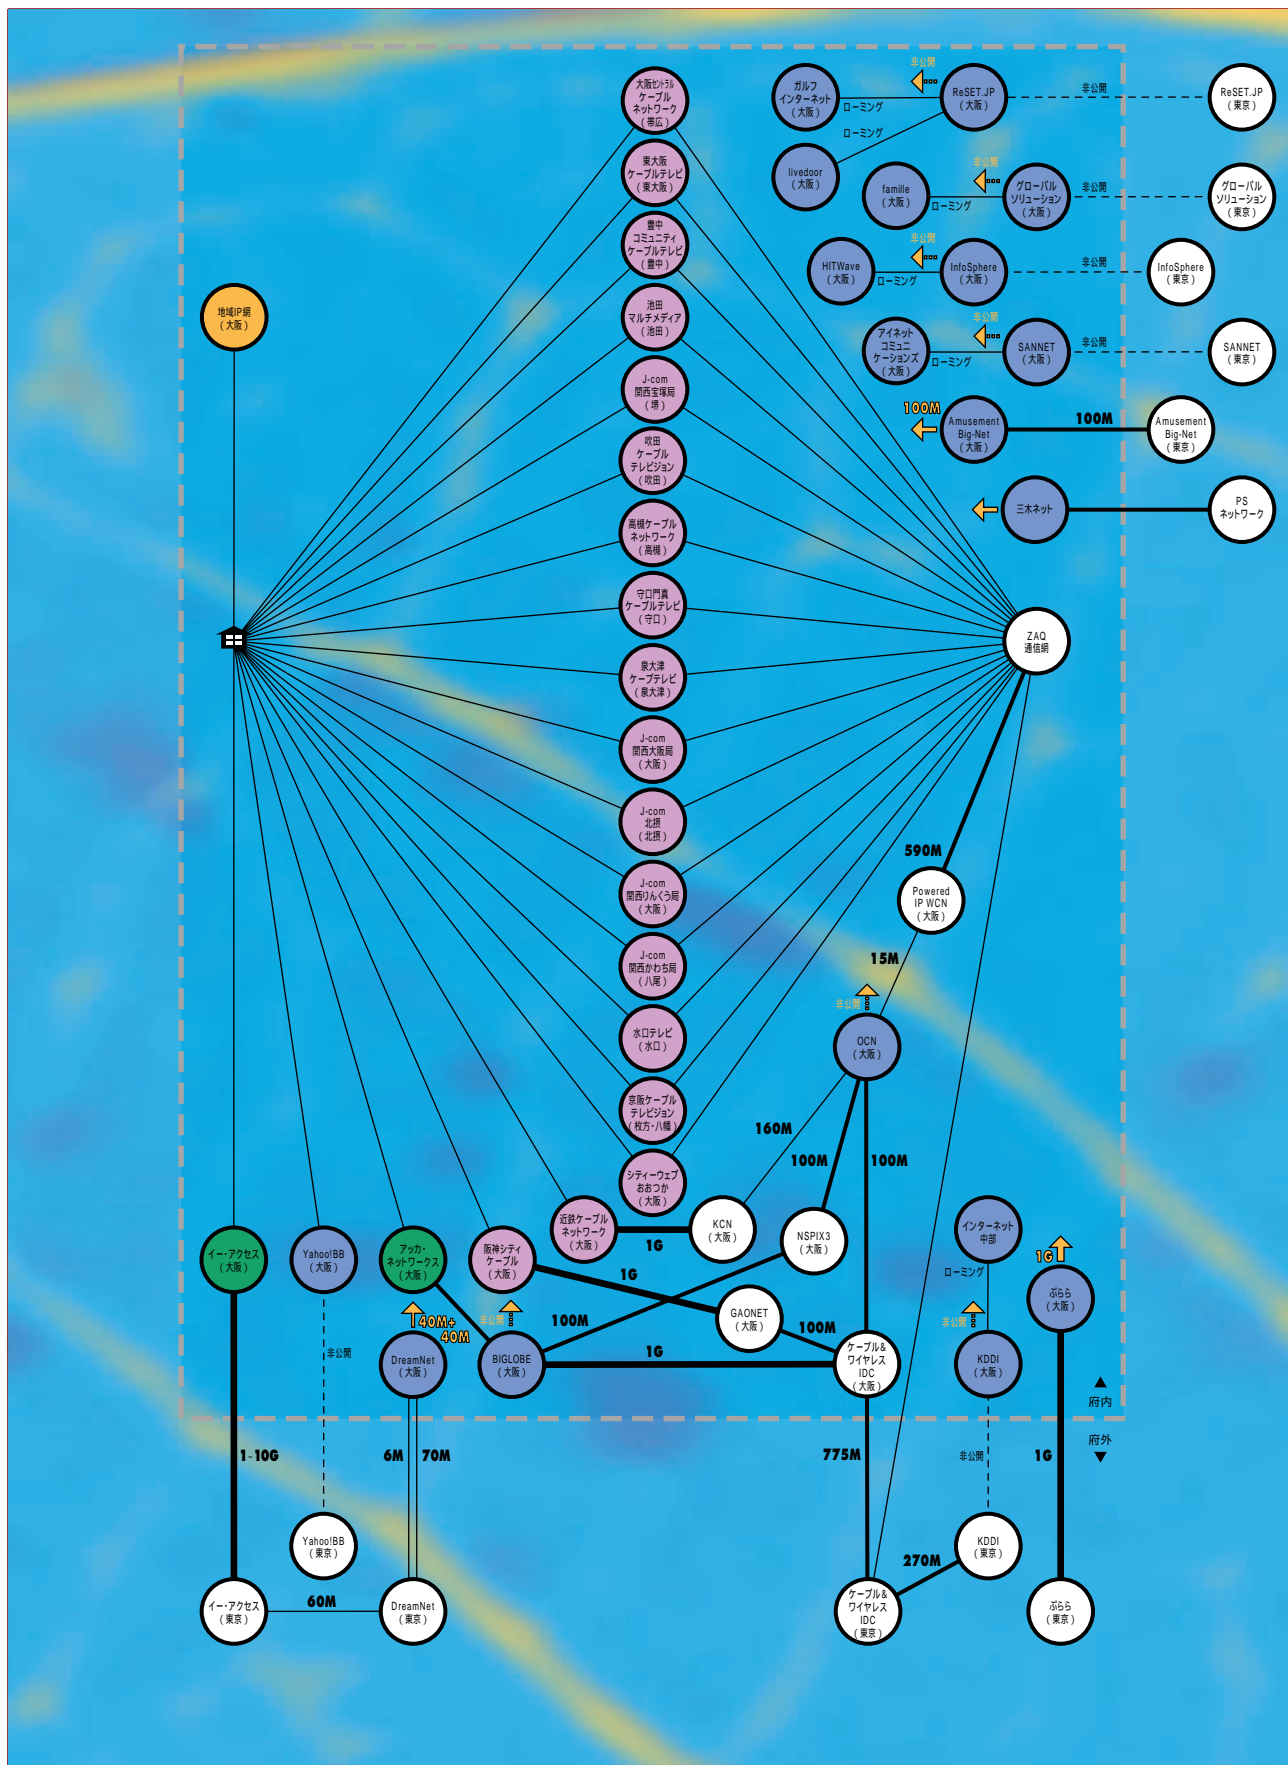 大阪セントラル
ケーブル
ネットワーク
（帯広）
東大阪
ケーブルテレビ
（東大阪）
豊中
コミュニティ
ケーブルテレビ
（豊中）
池田
マルチメディア
（池田）
J-com
関西宝塚局
（堺）
吹田
ケーブル
テレビジョン
（吹田）
高槻ケーブル
ネットワーク
（高槻）
守口門真
ケーブルテレビ
（守口）
泉大津
ケーブテレビ
（泉大津）
J-com
関西大阪局
（大阪）
J-com
北摂
（北摂）
J-com
関西りんくう局
（大阪）
J-com
関西かわち局
（八尾）
水口テレビ
（水口）
京阪ケーブル
テレビジョン
（枚方・八幡）
シティーウェブ
おおつか
（大阪）
地域IP網
（大阪）
ガルフ
インターネット
（大阪）
ローミング
非公開
ReSET.JP
（大阪）
非公開
ReSET.JP
（東京）
ローミング
livedoor
（大阪）
famille
（大阪）
ローミング
非公開
グローバル
ソリューション
（大阪）
非公開
グローバル
ソリューション
（東京）
HITWave
（大阪）
ローミング
非公開
InfoSphere
（大阪）
非公開
InfoSphere
（東京）
アイネット
コミュニ
ケーションズ
（大阪）
ローミング
非公開
SANNET
（大阪）
非公開
SANNET
（東京）
100M
Amusement
Big-Net
（大阪）
100M
Amusement
Big-Net
（東京）
三木ネット
PS
ネットワーク
ZAQ
通信網
590M
Powered
IP WCN
（大阪）
15M
非公開
OCN
（大阪）
160M
100M
100M
近鉄ケーブル
ネットワーク
（大阪）
1G
KCN
（大阪）
NSPIX3
（大阪）
インターネット
中部
ローミング
非公開
KDDI
（大阪）
1G
ぷらら
（大阪）
イー・アクセス
（大阪）
Yahoo!BB
（大阪）
アッカ・
ネットワークス
（大阪）
阪神シティ
ケーブル
（大阪）
1G
GAONET
（大阪）
100M
100M
40M+
40M
非公開
非公開
DreamNet
（大阪）
BIGLOBE
（大阪）
1G
ケーブル&
ワイヤレス
IDC
（大阪）
▲
府内
府外
▼
1-10G
6M
70M
775M
非公開
1G
Yahoo!BB
（東京）
270M
KDDI
（東京）
イー・アクセス
（東京）
60M
DreamNet
（東京）
ケーブル&
ワイヤレス
IDC
（東京）
ぷらら
（東京）